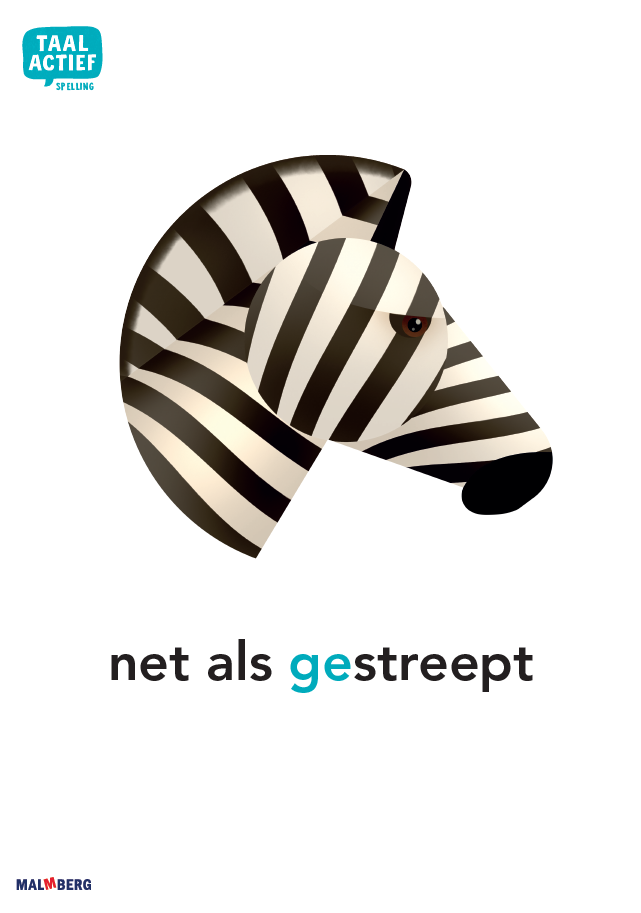 TAAL
ACTIEF
SPELLING
net als gestreept
MALMBERG